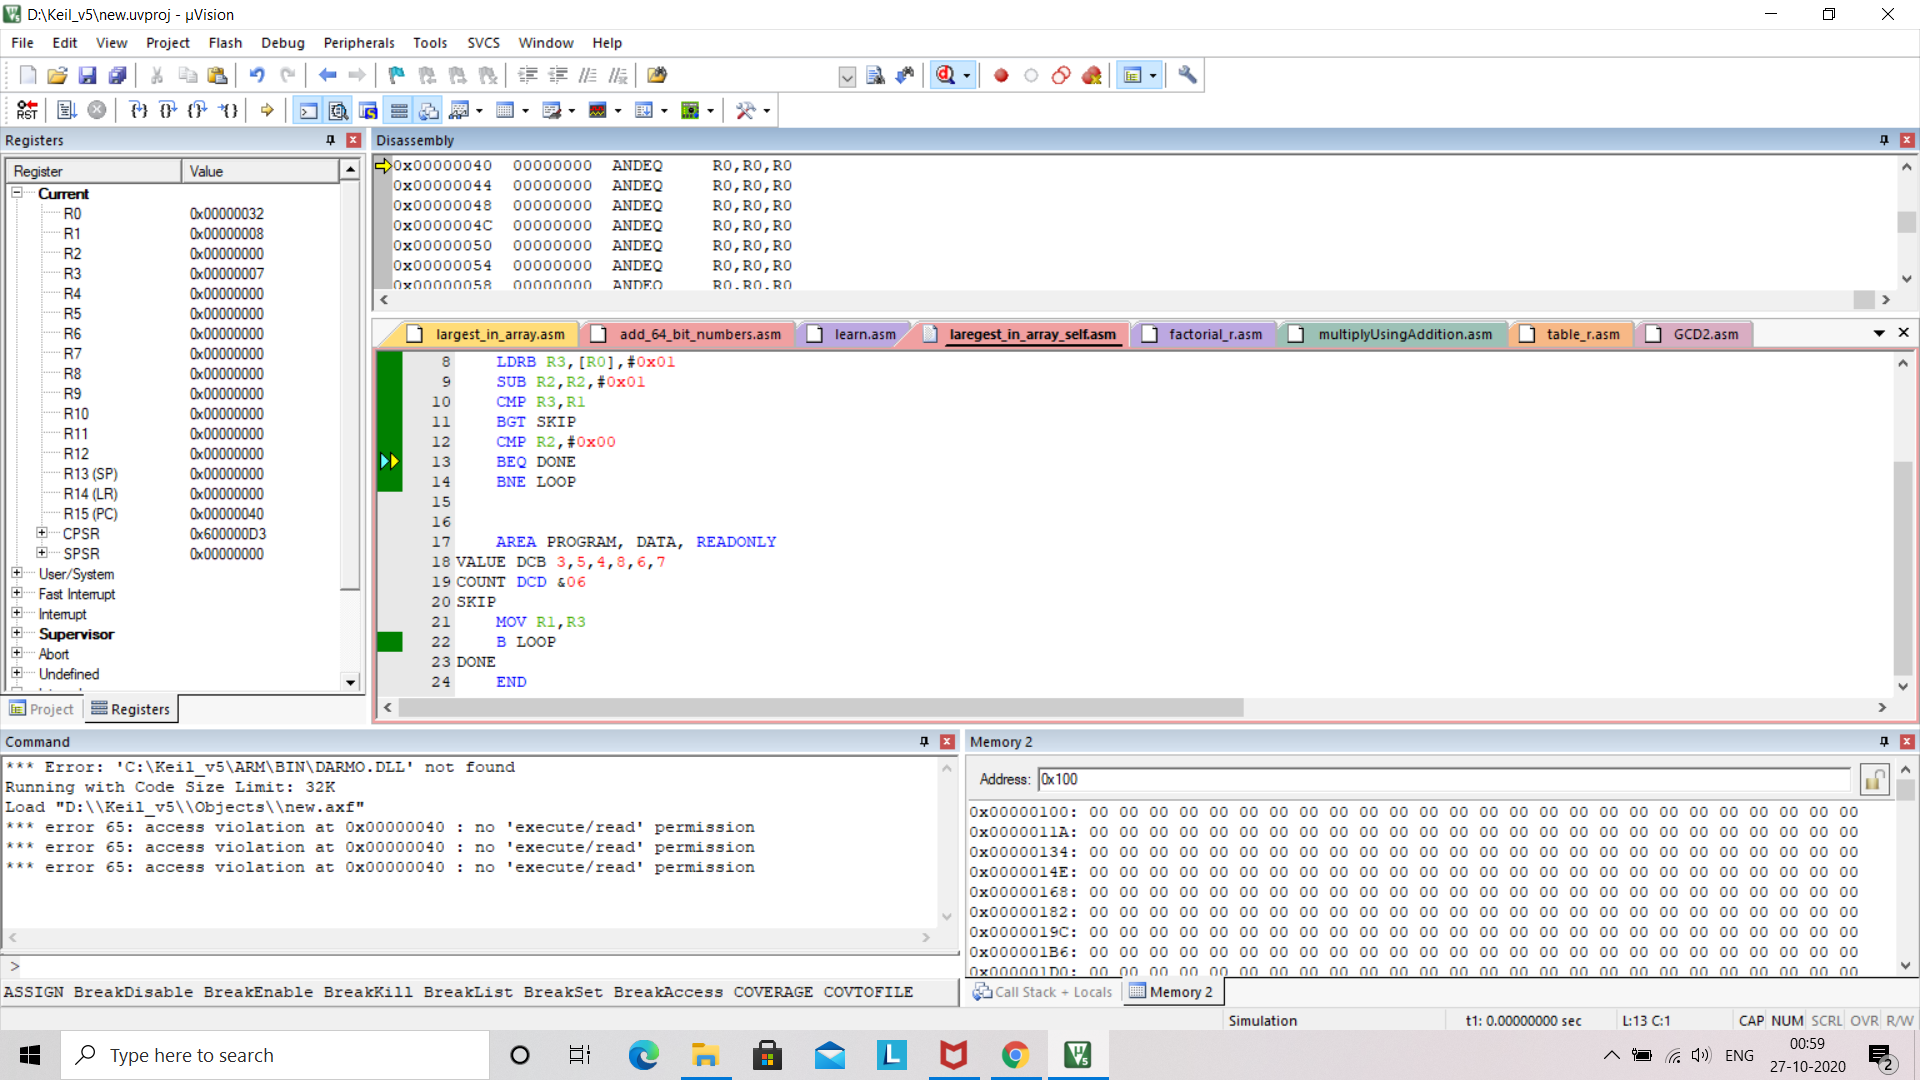 D:\Keil_v5\new.uvproj - µVision
File Edit View Project Flash Debug Peripherals Tools SVCS Window Help
Registers
Register Value
Current
R0 0x00000032
R1 0x00000008
R2 0x00000000
R3 0x00000007
R4 0x00000000
R5 0x00000000
R6 0x00000000
R7 0x00000000
R8 0x00000000
R9 0x00000000
R10 0x00000000
R11 0x00000000
R12 0x00000000
R13 (SP) 0x00000000
R14 (LR) 0x00000000
R15 (PC) 0x00000040
CPSR 0x600000D3
SPSR 0x00000000
User/System
Fast Interrupt
Interrupt
Supervisor
Abort
Undefined
Project Registers
Disassembly
0x00000040 00000000 ANDEQ R0,R0,R0
0x00000044 00000000 ANDEQ R0,R0,R0
0x00000048 00000000 ANDEQ R0,R0,R0
0x0000004C 00000000 ANDEQ R0,R0,R0
0x00000050 00000000 ANDEQ R0,R0,R0
0x00000054 00000000 ANDEQ R0,R0,R0
0x00000058 00000000 ANDEQ R0,R0,R0
largest_in_array.asm add_64_bit_numbers.asm learn.asm laregest_in_array_self.asm factorial_r.asm multiplyUsingAddition.asm table_r.asm GCD2.asm
8 LDRB R3,[R0],#0x01
9 SUB R2,R2,#0x01
10 CMP R3,R1
11 BGT SKIP
12 CMP R2,#0x00
13 BEQ DONE
14 BNE LOOP
15
16
17 AREA PROGRAM, DATA, READONLY
18 VALUE DCB 3,5,4,8,6,7
19 COUNT DCD &06
20 SKIP
21 MOV R1,R3
22 B LOOP
23 DONE
24 END
Command
*** Error: 'C:\Keil_v5\ARM\BIN\DARMO.DLL' not found
Running with Code Size Limit: 32K
Load "D:\\Keil_v5\\Objects\\new.axf"
*** error 65: access violation at 0x00000040 : no 'execute/read' permission
*** error 65: access violation at 0x00000040 : no 'execute/read' permission
*** error 65: access violation at 0x00000040 : no 'execute/read' permission
>
ASSIGN BreakDisable BreakEnable BreakKill BreakList BreakSet BreakAccess COVERAGE COVTOFILE
Memory 2
Address: 0x100
0x00000100: 00 00 00 00 00 00 00 00 00 00 00 00 00 00 00 00 00 00 00 00 00 00 00 00 00 00
0x0000011A: 00 00 00 00 00 00 00 00 00 00 00 00 00 00 00 00 00 00 00 00 00 00 00 00 00 00
0x00000134: 00 00 00 00 00 00 00 00 00 00 00 00 00 00 00 00 00 00 00 00 00 00 00 00 00 00
0x0000014E: 00 00 00 00 00 00 00 00 00 00 00 00 00 00 00 00 00 00 00 00 00 00 00 00 00 00
0x00000168: 00 00 00 00 00 00 00 00 00 00 00 00 00 00 00 00 00 00 00 00 00 00 00 00 00 00
0x00000182: 00 00 00 00 00 00 00 00 00 00 00 00 00 00 00 00 00 00 00 00 00 00 00 00 00 00
0x0000019C: 00 00 00 00 00 00 00 00 00 00 00 00 00 00 00 00 00 00 00 00 00 00 00 00 00 00
0x000001B6: 00 00 00 00 00 00 00 00 00 00 00 00 00 00 00 00 00 00 00 00 00 00 00 00 00 00
0x000001D0: 00 00 00 00 00 00 00 00 00 00 00 00 00 00 00 00 00 00 00 00 00 00 00 00 00 00
Call Stack + Locals Memory 2
Simulation t1: 0.00000000 sec L:13 C:1 CAP NUM SCRL OVR R/W
Type here to search
ENG
00:59
27-10-2020
2